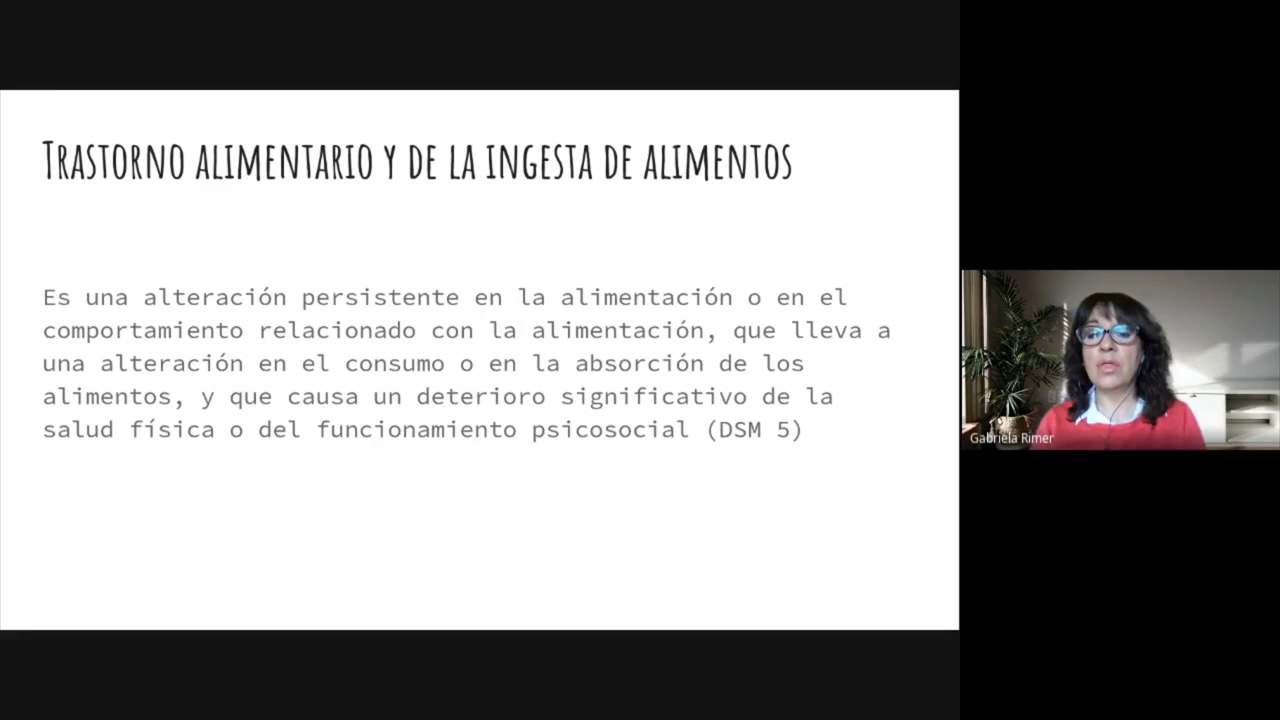 Trastorno alimentario y de la ingesta de alimentos
Es una alteración persistente en la alimentación o en el
comportamiento relacionado con la alimentación, que lleva a
una alteración en el consumo o en la absorción de los
alimentos, y que causa un deterioro significativo de la
salud física o del funcionamiento psicosocial (DSM 5)
Gabriela Rimer